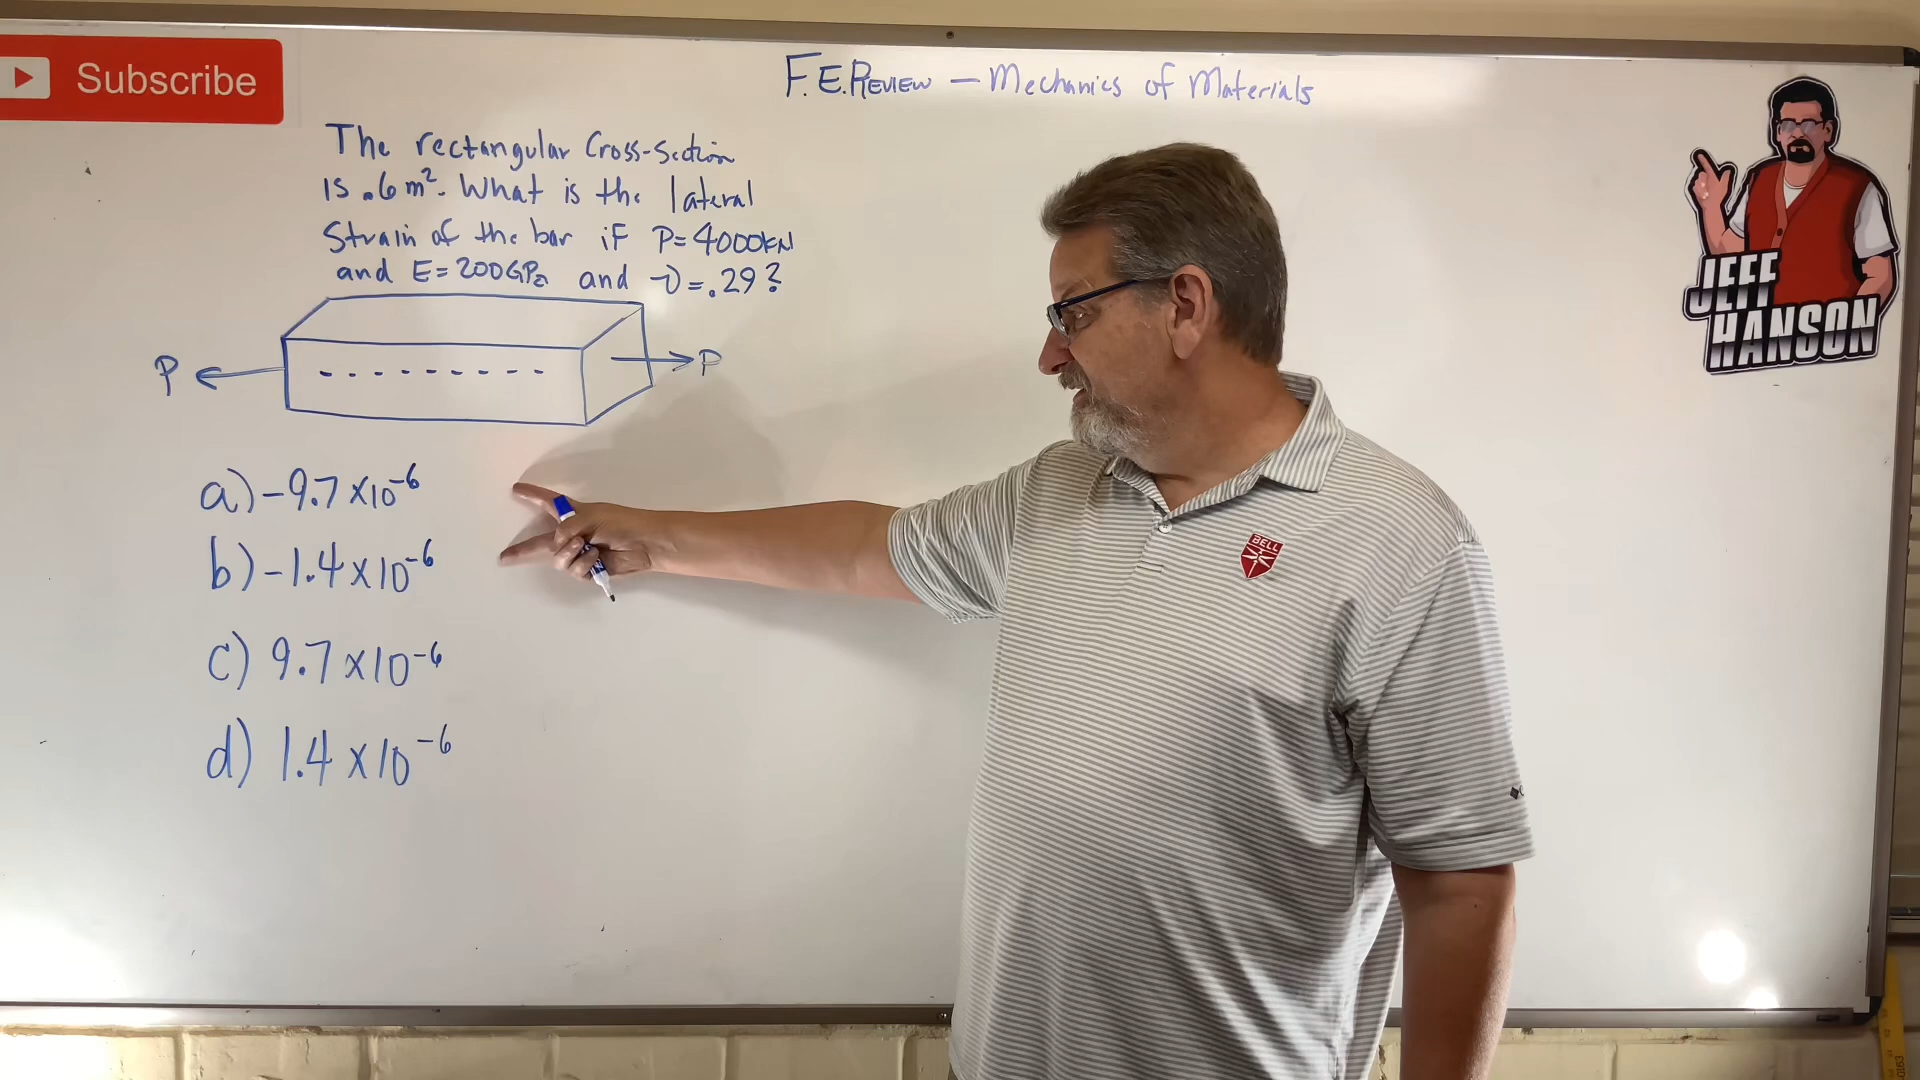 Subscribe
F.E. REVIEW – Mechanics of Materials
The rectangular Cross-Section
is .6m². What is the lateral
Strain of the bar if P=4000KN
and E=200GPa and ν=.29?
P
P
a) -9.7×10⁻⁶
b) -1.4×10⁻⁶
c) 9.7×10⁻⁶
d) 1.4×10⁻⁶
JEFF
HANSON
BELL